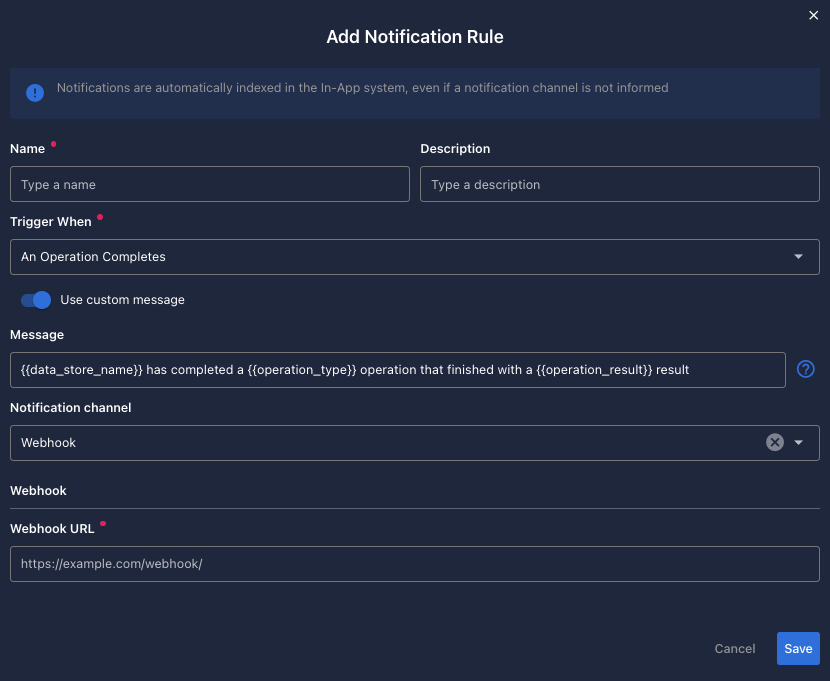 Add Notification Rule
Notifications are automatically indexed in the In-App system, even if a notification channel is not informed
Name
Description
Type a name
Type a description
Trigger When
An Operation Completes
Use custom message
Message
{{data_store_name}} has completed a {{operation_type}} operation that finished with a {{operation_result}} result
Notification channel
Webhook
Webhook
Webhook URL
https://example.com/webhook/
Cancel
Save